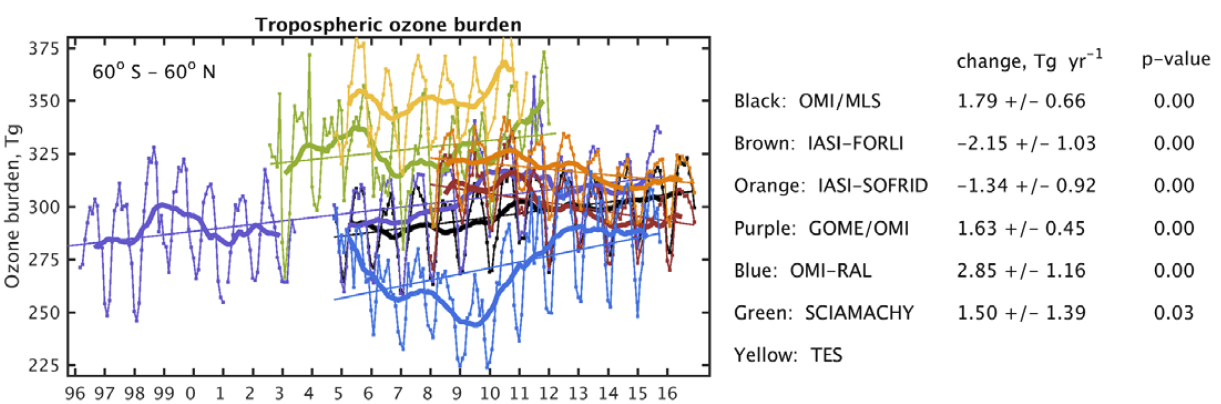 Tropospheric ozone burden
60° S – 60° N
Ozone burden, Tg
375
350
325
300
275
250
225
96 97 98 99 0 1 2 3 4 5 6 7 8 9 10 11 12 13 14 15 16
change, Tg yr⁻¹ p-value
Black: OMI/MLS 1.79 +/- 0.66 0.00
Brown: IASI-FORLI -2.15 +/- 1.03 0.00
Orange: IASI-SOFRID -1.34 +/- 0.92 0.00
Purple: GOME/OMI 1.63 +/- 0.45 0.00
Blue: OMI-RAL 2.85 +/- 1.16 0.00
Green: SCIAMACHY 1.50 +/- 1.39 0.03
Yellow: TES